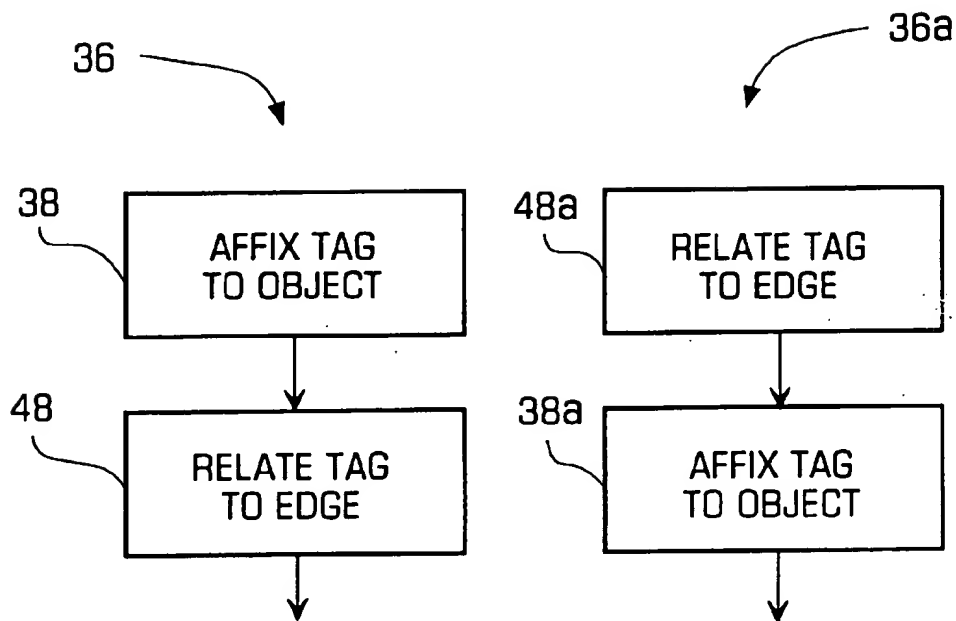 36
36a
38
AFFIX TAG
TO OBJECT
48
RELATE TAG
TO EDGE
48a
RELATE TAG
TO EDGE
38a
AFFIX TAG
TO OBJECT